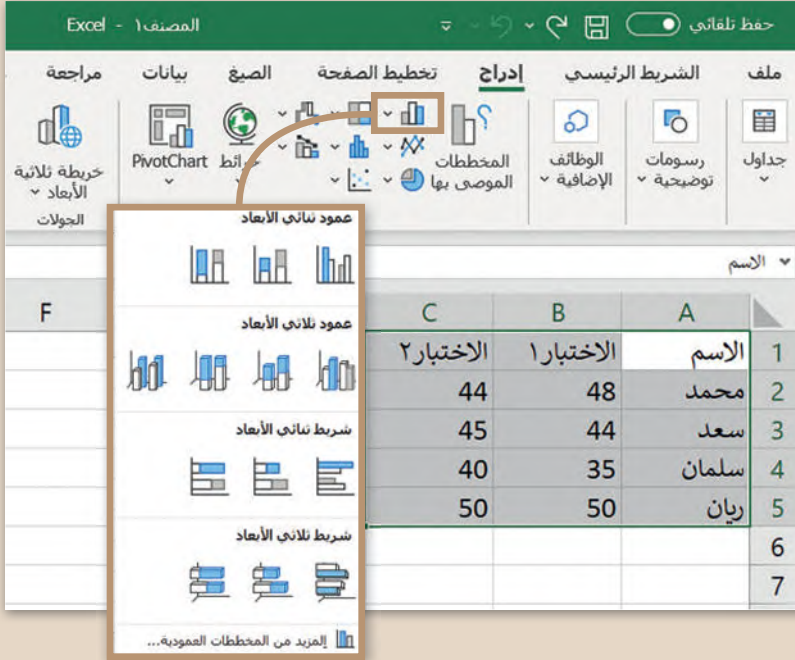 حفظ تلقائي
المصنف١ - Excel
ملف الشريط الرئيسي إدراج تخطيط الصفحة الصيغ بيانات مراجعة
جداول
رسومات توضيحية
الوظائف الإضافية
المخططات الموصى بها
خرائط
PivotChart
خريطة ثلاثية الأبعاد
الجولات
الاسم
عمود ثنائي الأبعاد
عمود ثلاثي الأبعاد
شريط ثنائي الأبعاد
شريط ثلاثي الأبعاد
المزيد من المخططات العمودية...
A B C F
1 الاسم الاختبار١ الاختبار٢
2 محمد 48 44
3 سعد 44 45
4 سلمان 35 40
5 ريان 50 50
6
7